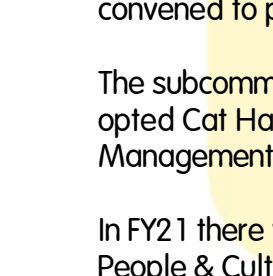 convened to p
The subcomm
opted Cat Ha
Management
In FY21 there
People & Cult